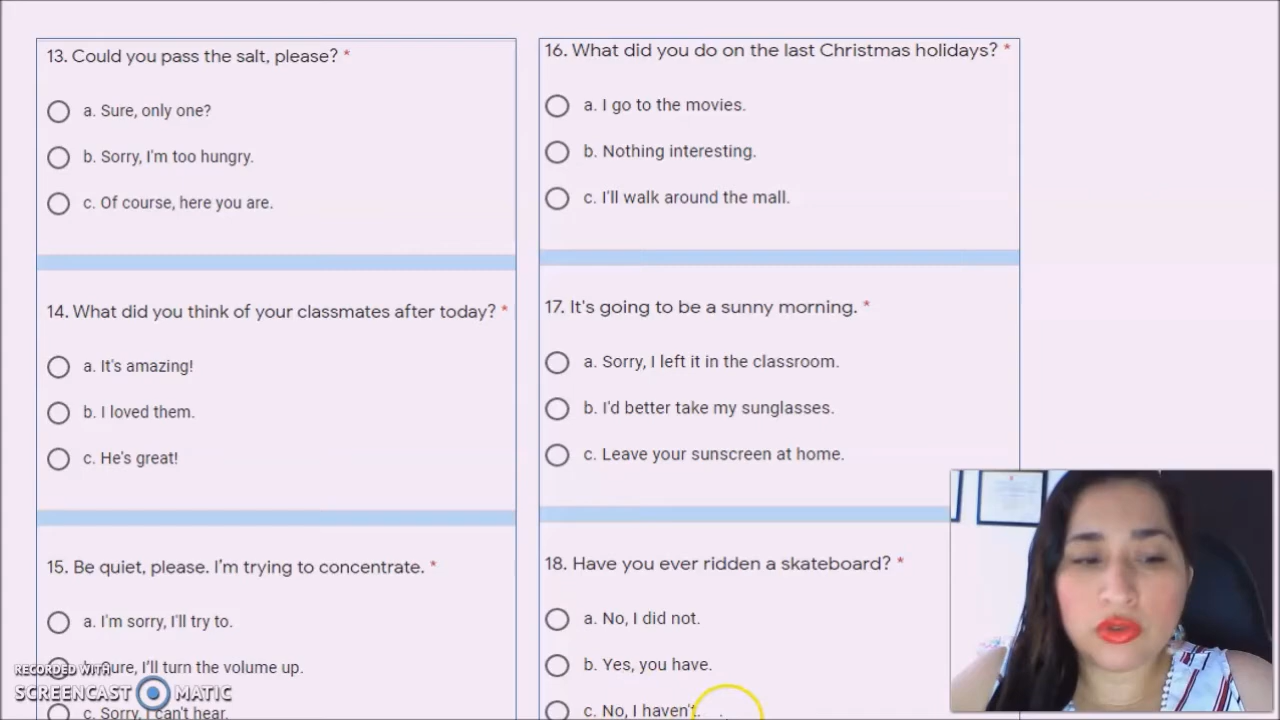 13. Could you pass the salt, please? *
a. Sure, only one?
b. Sorry, I'm too hungry.
c. Of course, here you are.
14. What did you think of your classmates after today? *
a. It's amazing!
b. I loved them.
c. He's great!
15. Be quiet, please. I'm trying to concentrate. *
a. I'm sorry, I'll try to.
Sure, I'll turn the volume up.
c. Sorry, I can't hear.
16. What did you do on the last Christmas holidays? *
a. I go to the movies.
b. Nothing interesting.
c. I'll walk around the mall.
17. It's going to be a sunny morning. *
a. Sorry, I left it in the classroom.
b. I'd better take my sunglasses.
c. Leave your sunscreen at home.
18. Have you ever ridden a skateboard? *
a. No, I did not.
b. Yes, you have.
c. No, I haven't.
RECORDED WITH
SCREENCAST MATIC